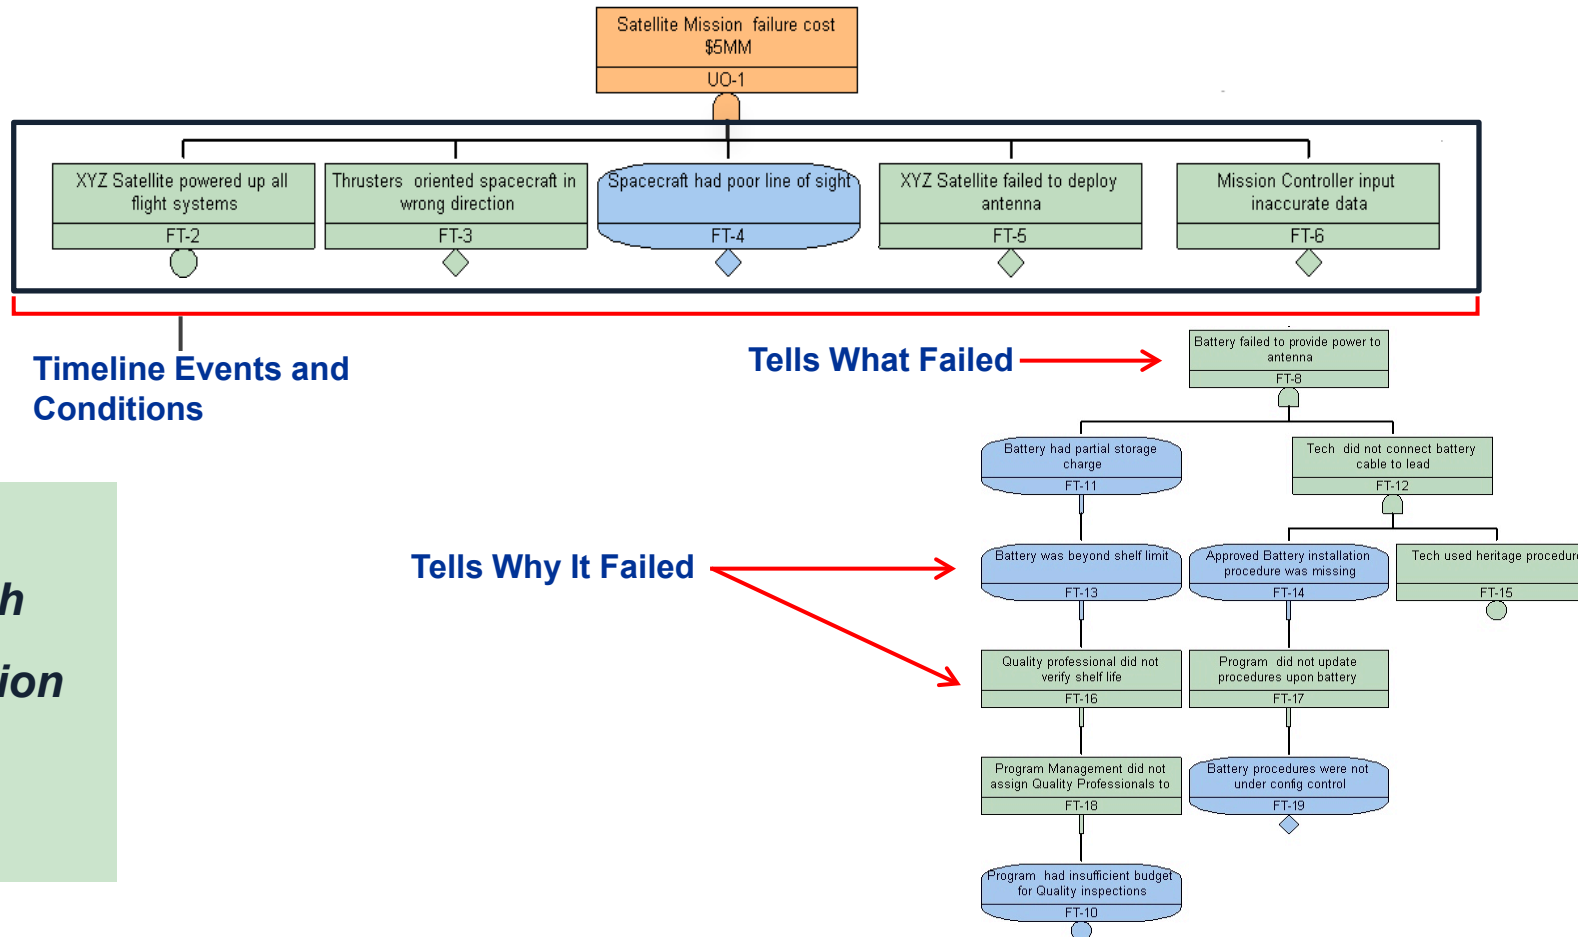 Satellite Mission failure cost
$5MM
UO-1
XYZ Satellite powered up all
flight systems
FT-2
Thrusters oriented spacecraft in
wrong direction
FT-3
Spacecraft had poor line of sight
FT-4
XYZ Satellite failed to deploy
antenna
FT-5
Mission Controller input
inaccurate data
FT-6
Timeline Events and
Conditions
Tells What Failed
Battery failed to provide power to
antenna
FT-8
Battery had partial storage
charge
FT-11
Tech did not connect battery
cable to lead
FT-12
Tells Why It Failed
Battery was beyond shelf limit
FT-13
Approved Battery installation
procedure was missing
FT-14
Tech used heritage procedure
FT-15
h
ion
Quality professional did not
verify shelf life
FT-16
Program did not update
procedures upon battery
FT-17
Program Management did not
assign Quality Professionals to
FT-18
Battery procedures were not
under config control
FT-19
Program had insufficient budget
for Quality inspections
FT-10